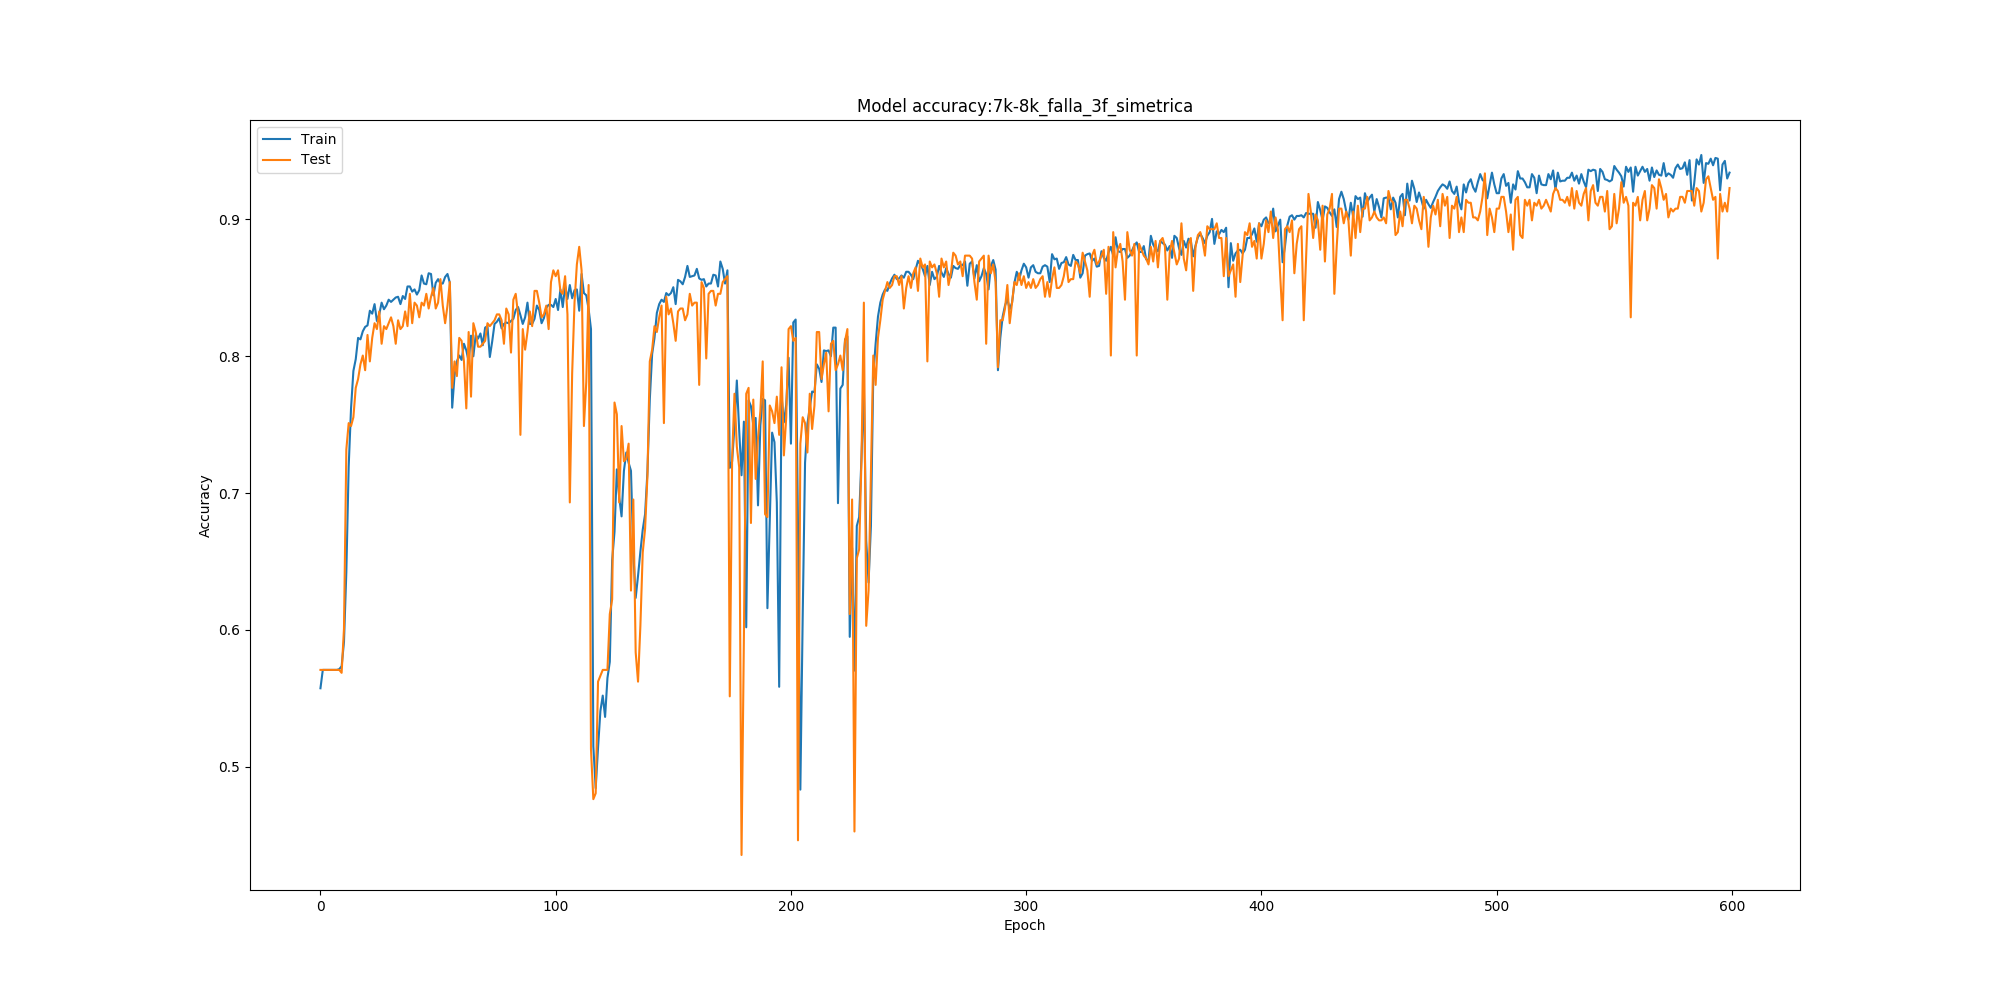 Model accuracy:7k-8k_falla_3f_simetrica
Train
Test
0.9
0.8
0.7
0.6
0.5
Accuracy
0 100 200 300 400 500 600
Epoch